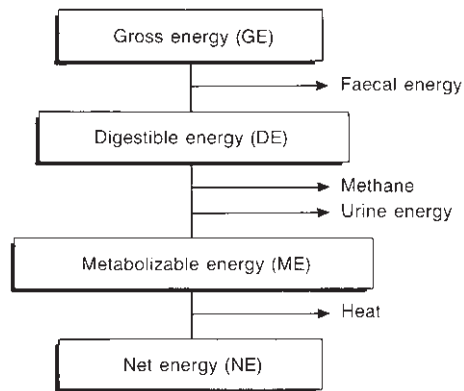 Gross energy (GE)
Faecal energy
Digestible energy (DE)
Methane
Urine energy
Metabolizable energy (ME)
Heat
Net energy (NE)